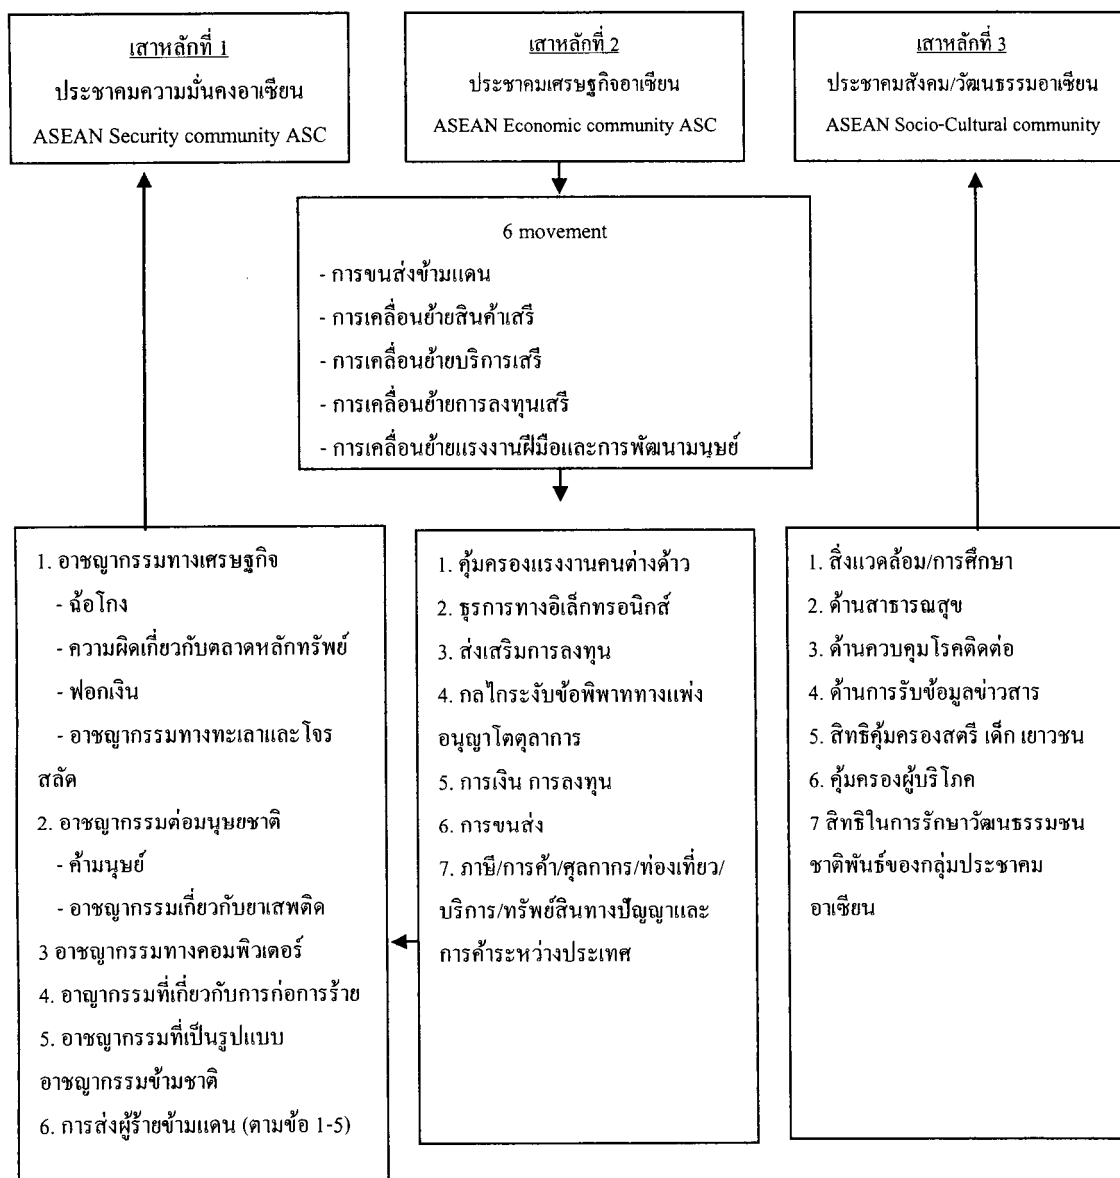 เสาหลักที่ 1
ประชาคมความมั่นคงอาเซียน
ASEAN Security community ASC
เสาหลักที่ 2
ประชาคมเศรษฐกิจอาเซียน
ASEAN Economic community ASC
เสาหลักที่ 3
ประชาคมสังคม/วัฒนธรรมอาเซียน
ASEAN Socio-Cultural community
6 movement
- การขนส่งข้ามแดน
- การเคลื่อนย้ายสินค้าเสรี
- การเคลื่อนย้ายบริการเสรี
- การเคลื่อนย้ายการลงทุนเสรี
- การเคลื่อนย้ายแรงงานฝีมือและการพัฒนามนุษย์
1. อาชญากรรมทางเศรษฐกิจ
- ฉ้อโกง
- ความผิดเกี่ยวกับตลาดหลักทรัพย์
- ฟอกเงิน
- อาชญากรรมทางทะเลาและโจร
สลัด
2. อาชญากรรมต่อมนุษยชาติ
- ค้ามนุษย์
- อาชญากรรมเกี่ยวกับยาเสพติด
3 อาชญากรรมทางคอมพิวเตอร์
4. อาญากรรมที่เกี่ยวกับการก่อการร้าย
5. อาชญากรรมที่เป็นรูปแบบ
อาชญากรรมข้ามชาติ
6. การส่งผู้ร้ายข้ามแดน (ตามข้อ 1-5)
1. คุ้มครองแรงงานคนต่างด้าว
2. ธุรการทางอิเล็กทรอนิกส์
3. ส่งเสริมการลงทุน
4. กลไกระงับข้อพิพาททางแพ่ง
อนุญาโตตุลาการ
5. การเงิน การลงทุน
6. การขนส่ง
7. ภาษี/การค้า/ศุลกากร/ท่องเที่ยว/
บริการ/ทรัพย์สินทางปัญญาและ
การค้าระหว่างประเทศ
1. สิ่งแวดล้อม/การศึกษา
2. ด้านสาธารณสุข
3. ด้านควบคุมโรคติดต่อ
4. ด้านการรับข้อมูลข่าวสาร
5. สิทธิคุ้มครองสตรี เด็ก เยาวชน
6. คุ้มครองผู้บริโภค
7 สิทธิในการรักษาวัฒนธรรมชน
ชาติพันธ์ของกลุ่มประชาคม
อาเซียน